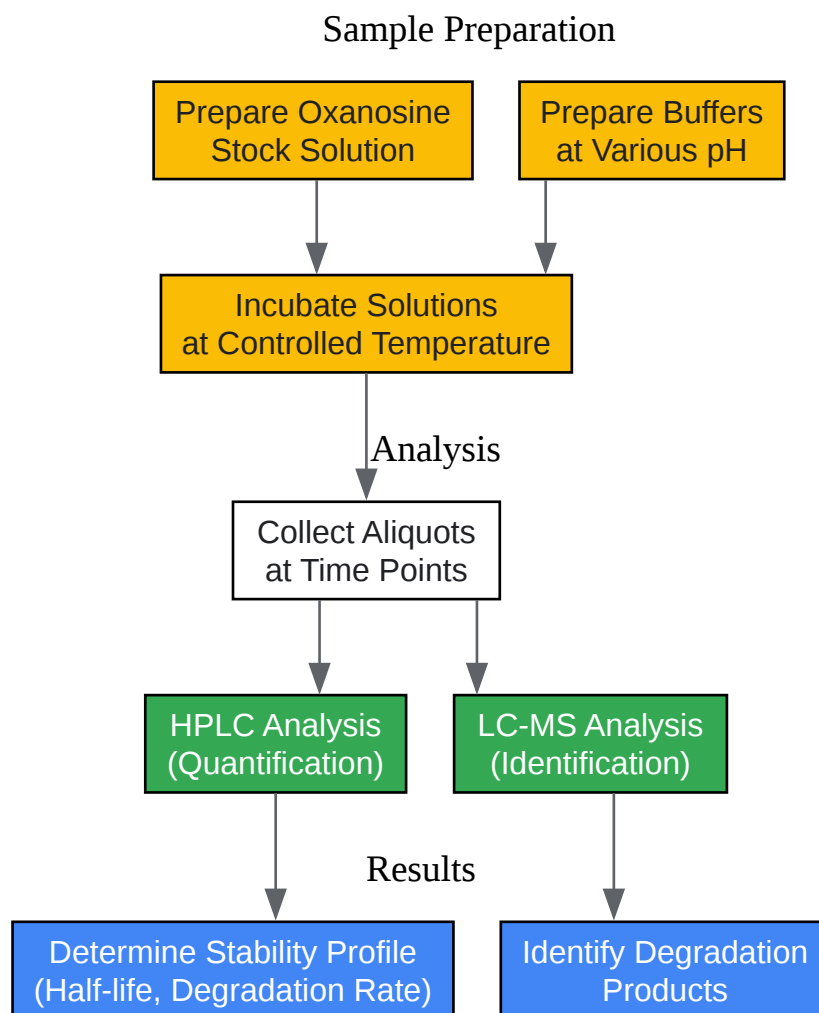 Sample Preparation
Prepare Oxanosine
Stock Solution
Prepare Buffers
at Various pH
Incubate Solutions
at Controlled Temperature
Analysis
Collect Aliquots
at Time Points
HPLC Analysis
(Quantification)
LC-MS Analysis
(Identification)
Results
Determine Stability Profile
(Half-life, Degradation Rate)
Identify Degradation
Products